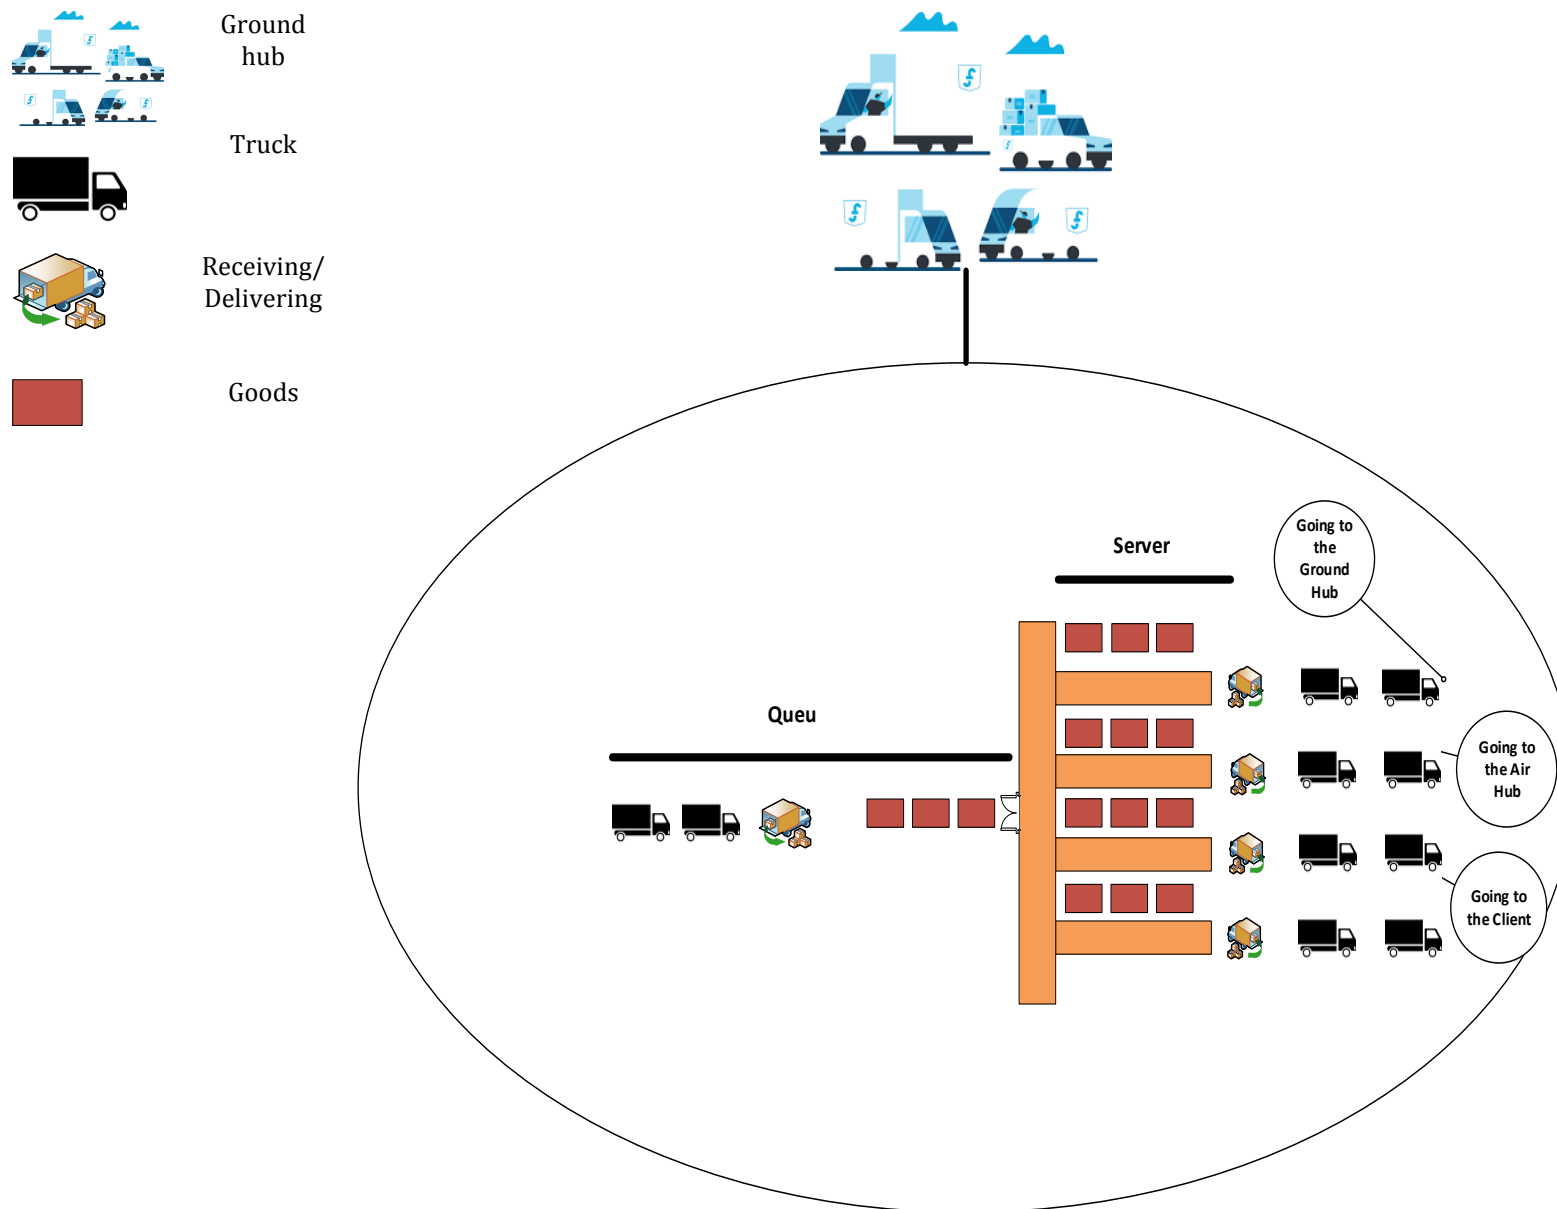 Ground
hub
Truck
Receiving/
Delivering
Goods
Server
Queu
Going to
the
Ground
Hub
Going to
the Air
Hub
Going to
the Client